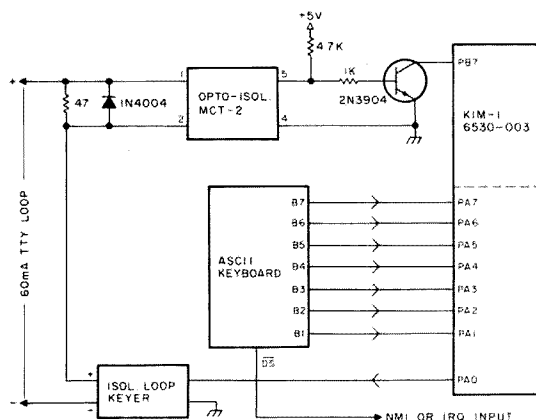 +5V
4.7K
1K
2N3904
PB7
KIM-1
6530-003
+
1
5
OPTO-ISOL.
MCT-2
47
1N4004
2
4
60mA TTY LOOP
ASCII
KEYBOARD
B7
B6
B5
B4
B3
B2
B1
PA7
PA6
PA5
PA4
PA3
PA2
PA1
DS
+
ISOL. LOOP
KEYER
-
-
PA0
NMI OR IRQ INPUT